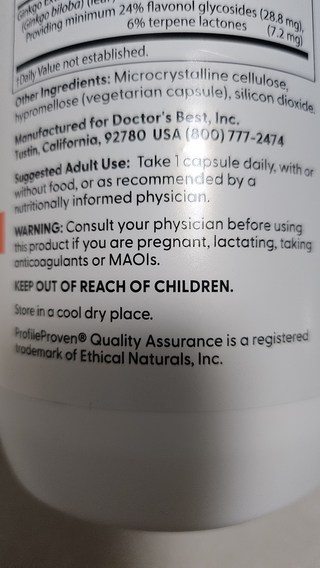 Ginkgo
(Ginkgo biloba)
Providing minimum 24% flavonol glycosides (28.8 mg),
6% terpene lactones (7.2 mg)
†Daily Value not established.
Other Ingredients: Microcrystalline cellulose,
hypromellose (vegetarian capsule), silicon dioxide
Manufactured for Doctor's Best, Inc.
Tustin, California, 92780 USA (800) 777-2474
Suggested Adult Use: Take 1 capsule daily, with or
without food, or as recommended by a
nutritionally informed physician.
WARNING: Consult your physician before using
this product if you are pregnant, lactating, taking
anticoagulants or MAOIs.
KEEP OUT OF REACH OF CHILDREN.
Store in a cool dry place.
ProfileProven® Quality Assurance is a registered
trademark of Ethical Naturals, Inc.